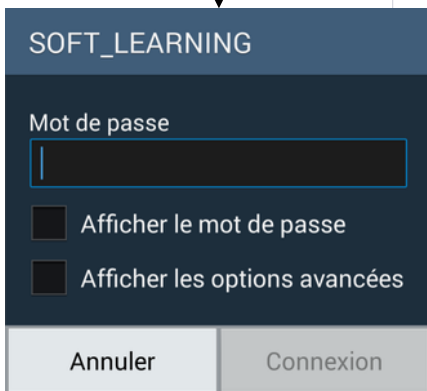 SOFT_LEARNING
Mot de passe
Afficher le mot de passe
Afficher les options avancées
Annuler
Connexion